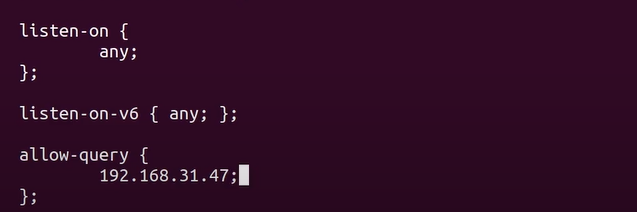 listen-on {
        any;
};

listen-on-v6 { any; };

allow-query {
        192.168.31.47;
};